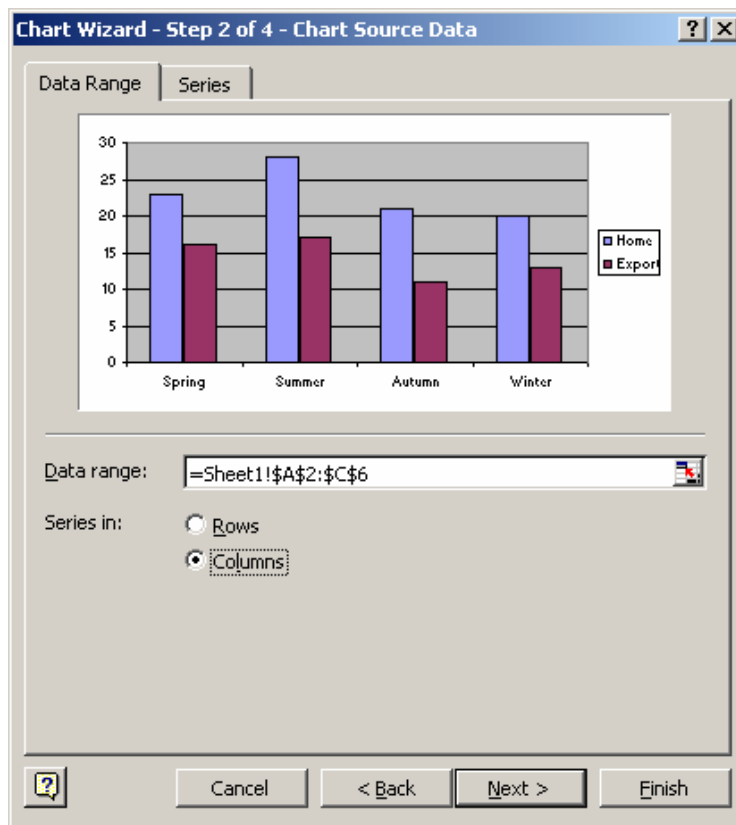 Chart Wizard - Step 2 of 4 - Chart Source Data
Data Range Series
30
25
20
15
10
5
0
Spring Summer Autumn Winter
Home
Export
Data range: =Sheet1!$A$2:$C$6
Series in: Rows
Columns
Cancel < Back Next > Finish